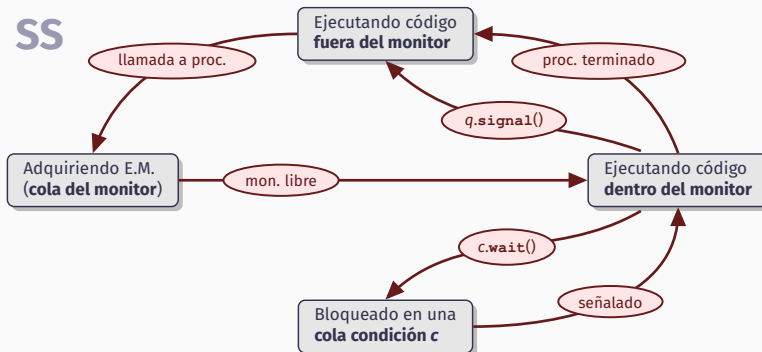 SS
Ejecutando código
fuera del monitor
llamada a proc.
proc. terminado
q.signal()
Adquiriendo E.M.
(cola del monitor)
mon. libre
Ejecutando código
dentro del monitor
c.wait()
señalado
Bloqueado en una
cola condición c